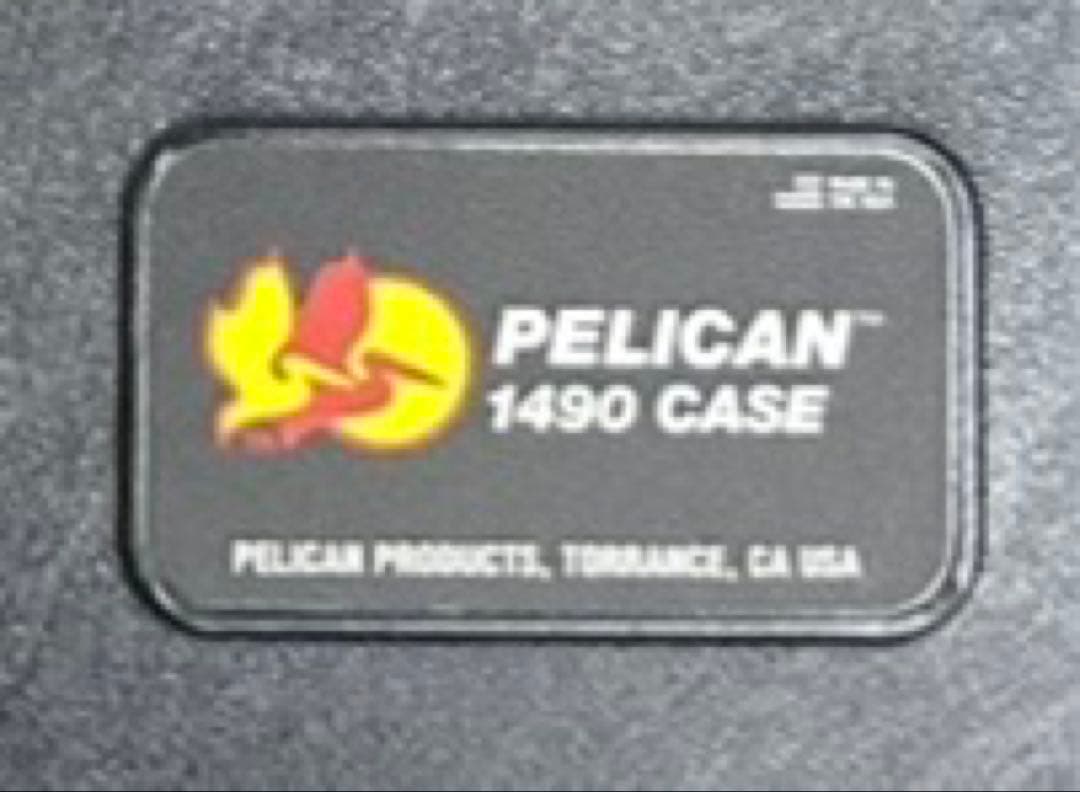 PELICAN™
1490 CASE
PELICAN PRODUCTS, TORRANCE, CA USA